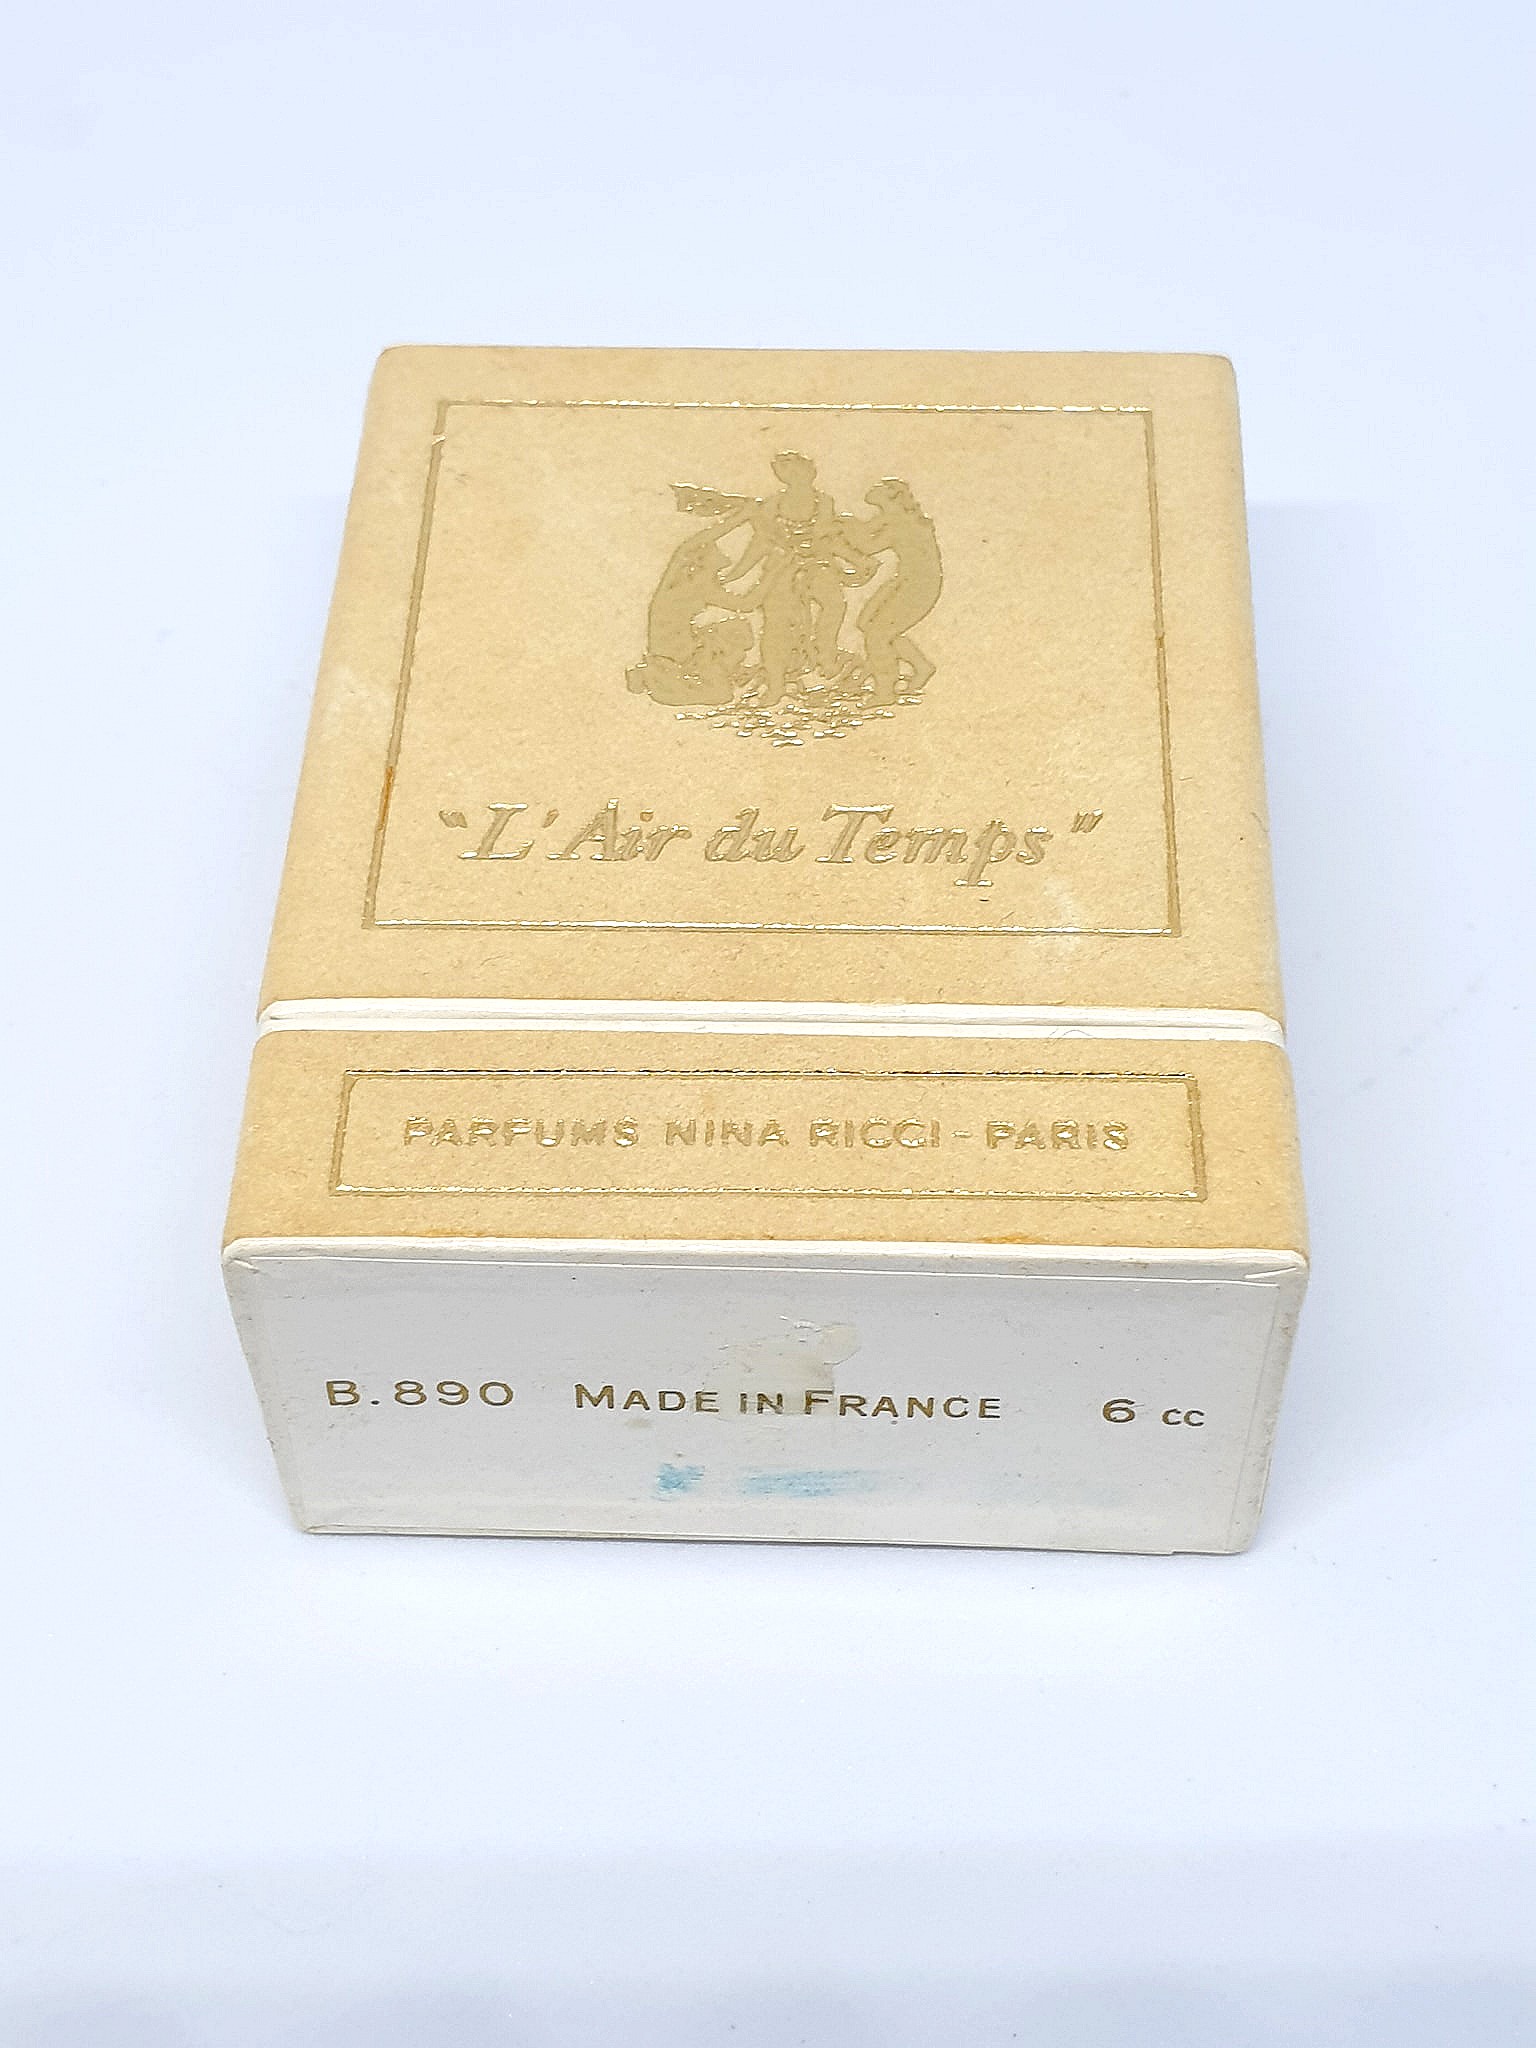 "L'Air du Temps"
PARFUMS NINA RICCI - PARIS
B.890 MADE IN FRANCE 6 cc